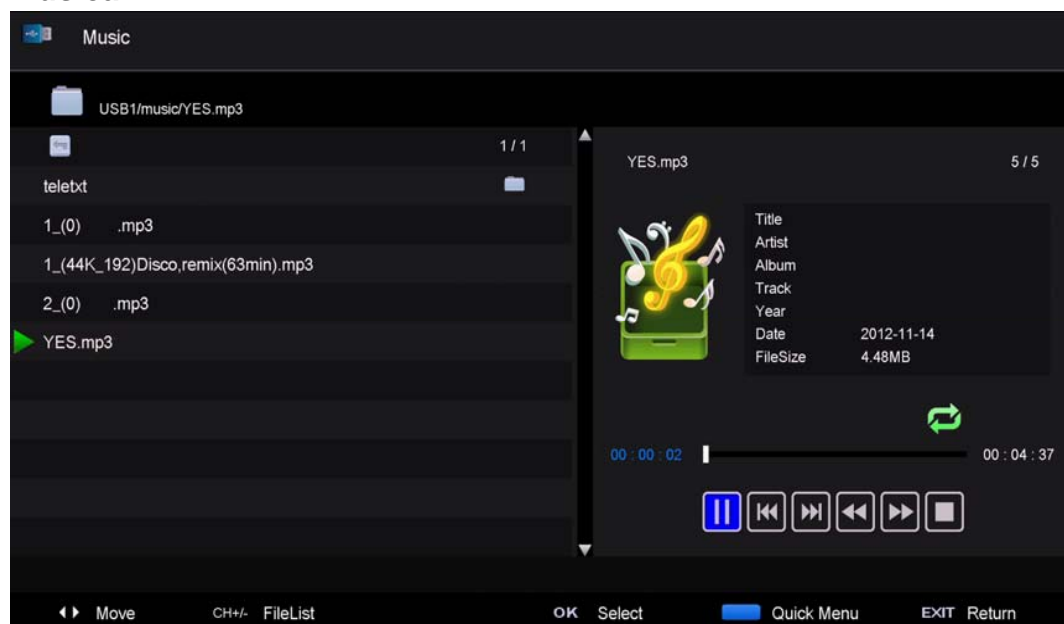 Music
USB1/music/YES.mp3
1 / 1
teletxt
1_(0) .mp3
1_(44K_192)Disco,remix(63min).mp3
2_(0) .mp3
YES.mp3
YES.mp3 5 / 5
Title
Artist
Album
Track
Year
Date 2012-11-14
FileSize 4.48MB
00 : 00 : 02 00 : 04 : 37
Move CH+/- FileList OK Select Quick Menu EXIT Return